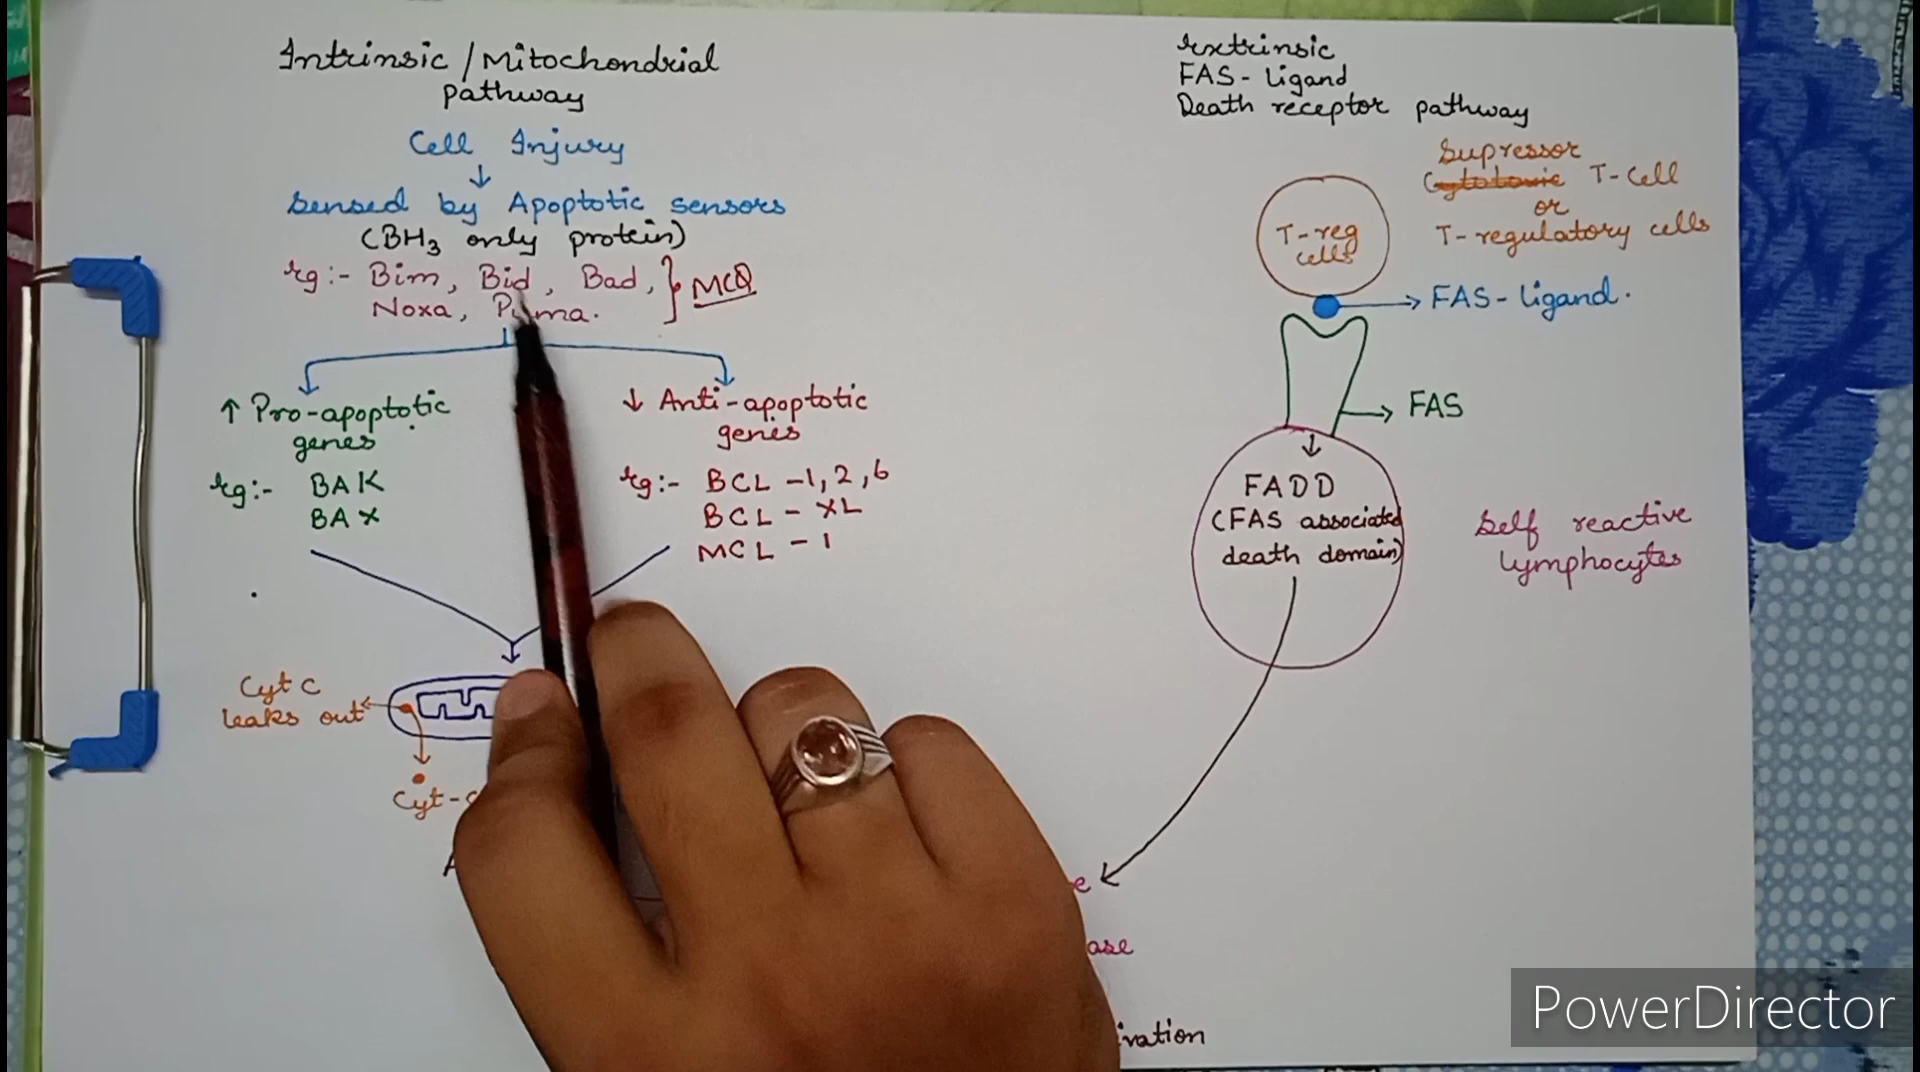 Intrinsic / Mitochondrial
pathway
Cell Injury
Sensed by Apoptotic sensors
(BH3 only protein)
eg:- Bim, Bid, Bad,
Noxa, Puma.
MCQ
↑ Pro-apoptotic
genes
eg:- BAK
BAX
↓ Anti-apoptotic
genes
eg:- BCL -1,2,6
BCL - XL
MCL - 1
Cyt C
leaks out
Cyt-c
Extrinsic
FAS - Ligand
Death receptor pathway
Supressor
Cytotoxic T-Cell
or
T-regulatory cells
T-reg
cells
FAS-Ligand.
FAS
FADD
(FAS associated
death domain)
Self reactive
lymphocytes
PowerDirector